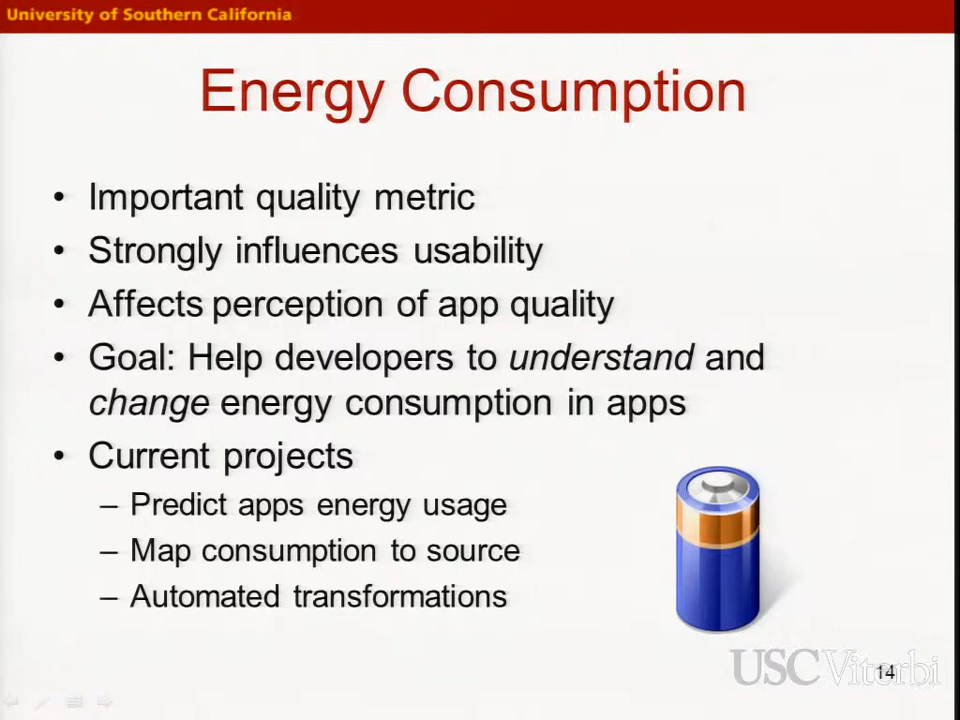 University of Southern California
Energy Consumption
• Important quality metric
• Strongly influences usability
• Affects perception of app quality
• Goal: Help developers to understand and
change energy consumption in apps
• Current projects
– Predict apps energy usage
– Map consumption to source
– Automated transformations
USC Viterbi
14